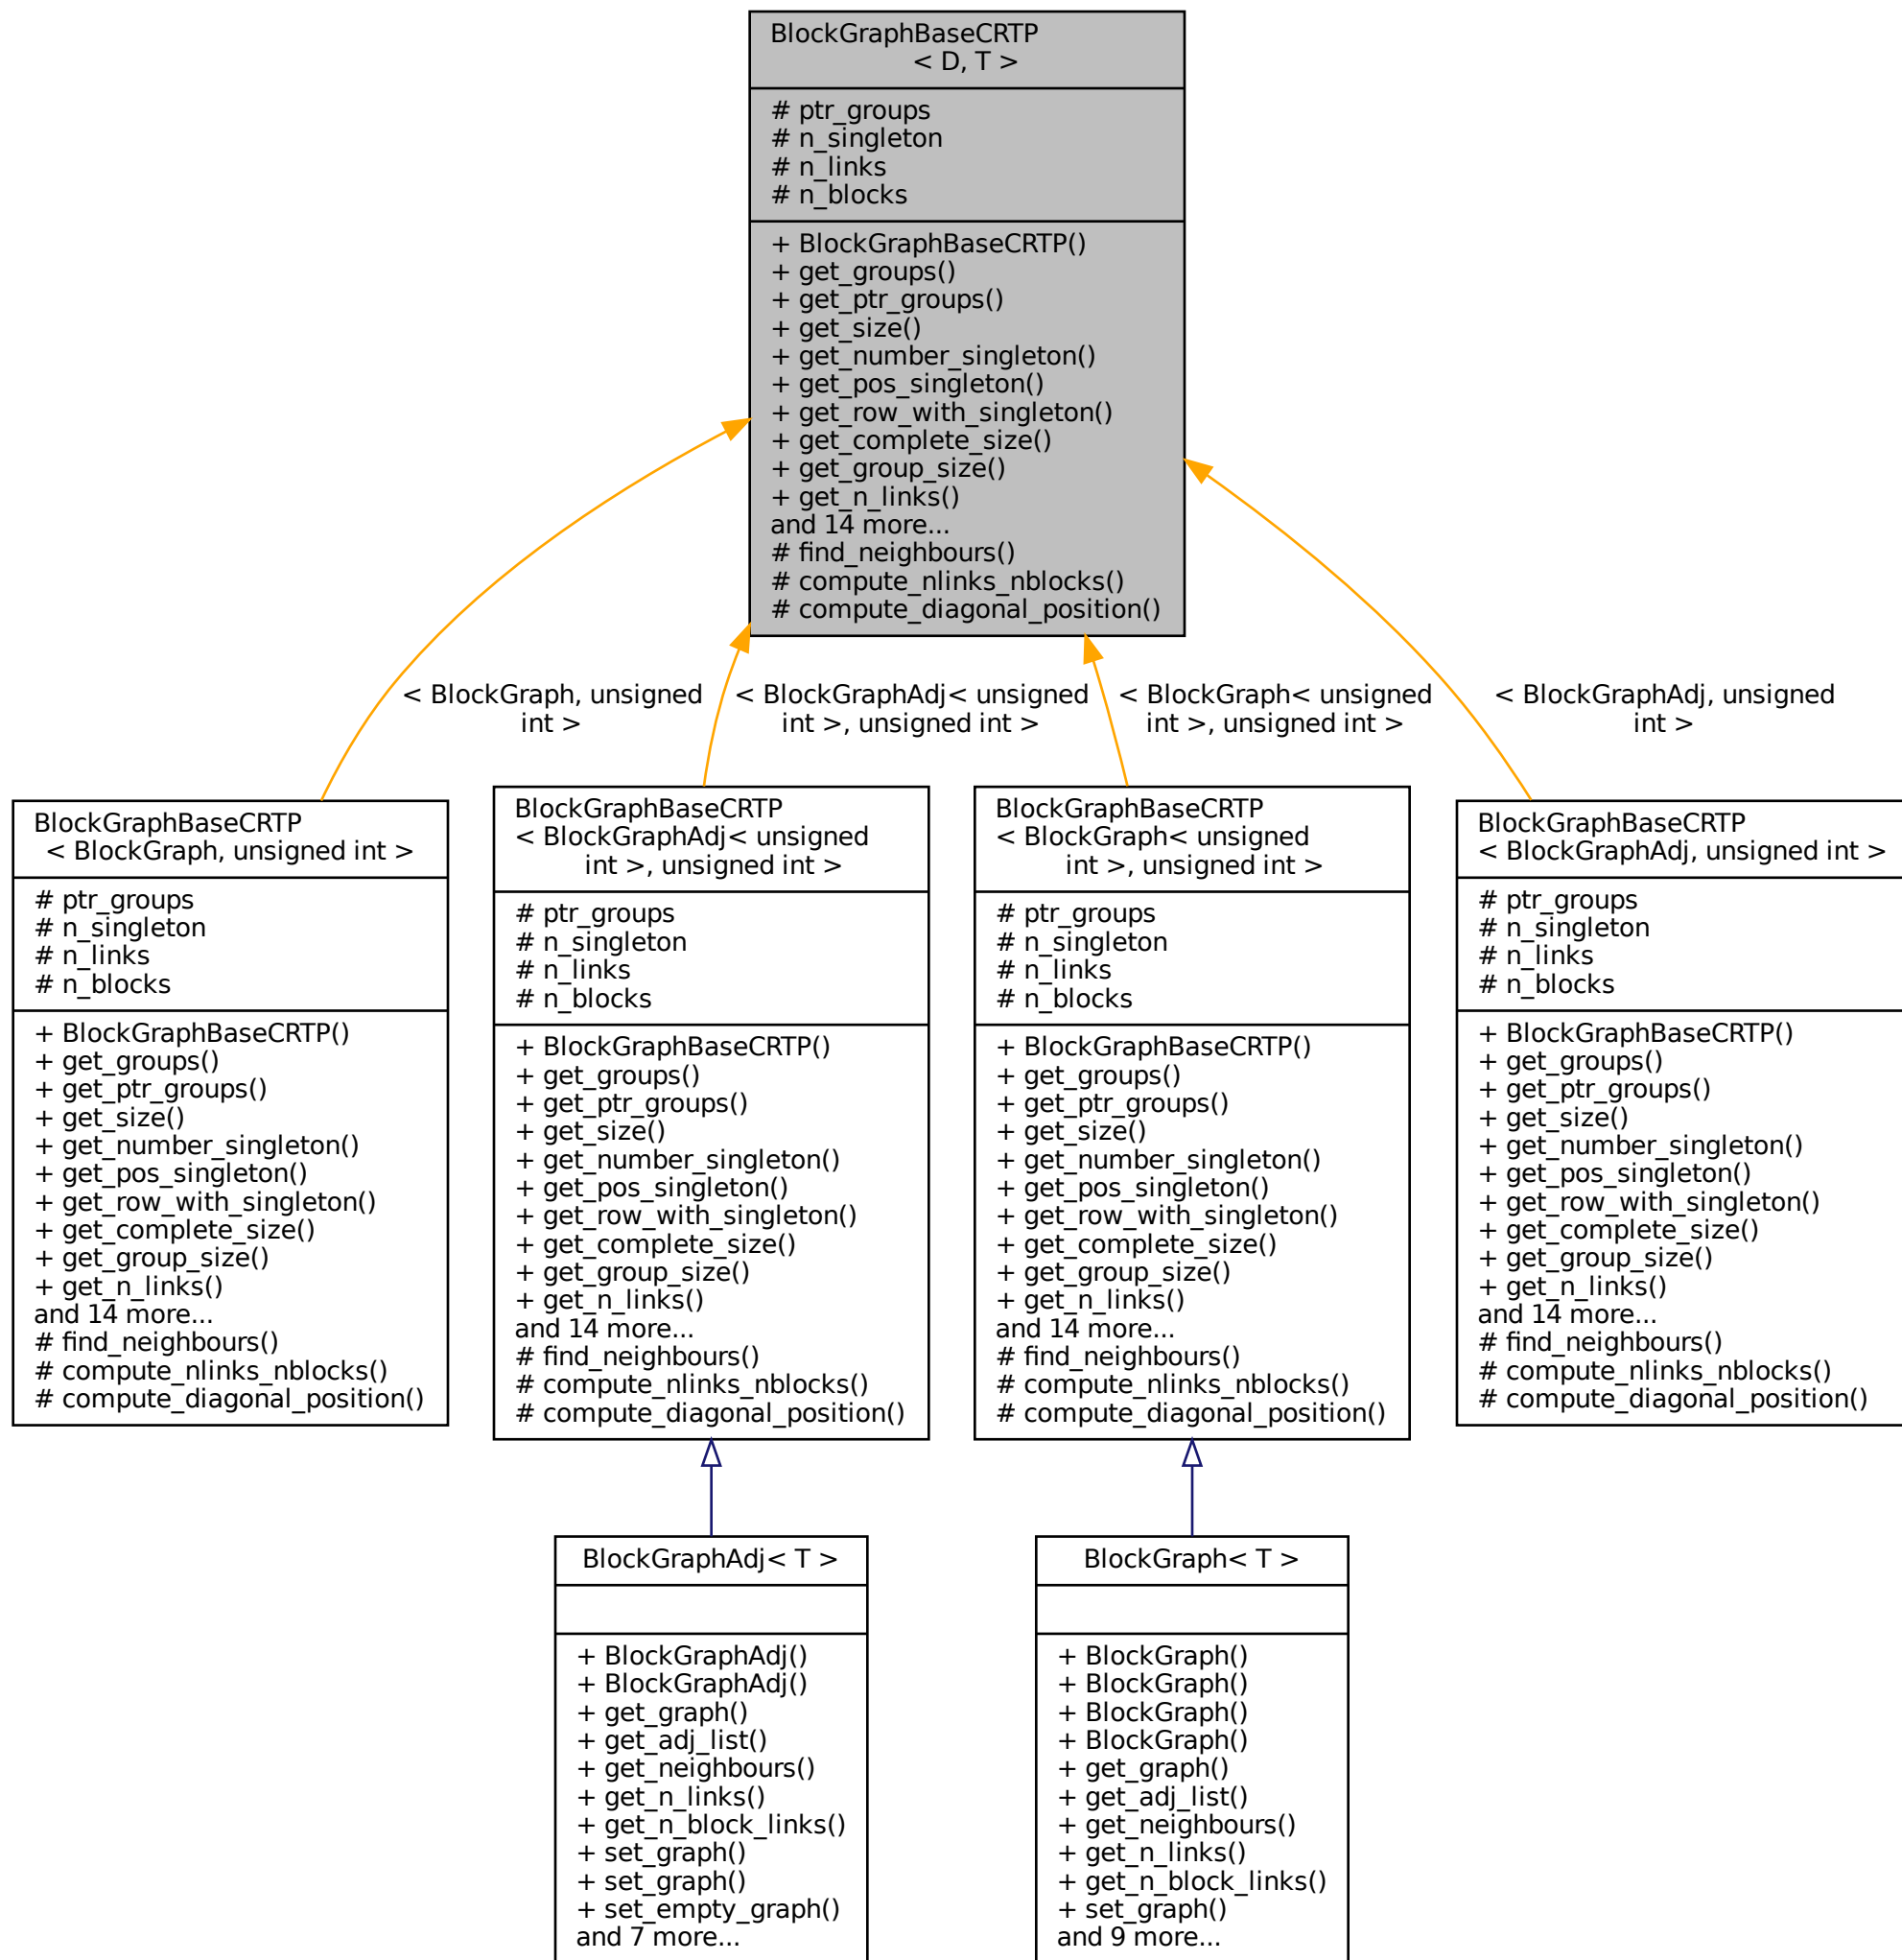 BlockGraphBaseCRTP
< D, T >
# ptr_groups
# n_singleton
# n_links
# n_blocks
+ BlockGraphBaseCRTP()
+ get_groups()
+ get_ptr_groups()
+ get_size()
+ get_number_singleton()
+ get_pos_singleton()
+ get_row_with_singleton()
+ get_complete_size()
+ get_group_size()
+ get_n_links()
and 14 more...
# find_neighbours()
# compute_nlinks_nblocks()
# compute_diagonal_position()
< BlockGraph, unsigned
int >
< BlockGraphAdj< unsigned
int >, unsigned int >
< BlockGraph< unsigned
int >, unsigned int >
< BlockGraphAdj, unsigned
int >
BlockGraphBaseCRTP
< BlockGraph, unsigned int >
# ptr_groups
# n_singleton
# n_links
# n_blocks
+ BlockGraphBaseCRTP()
+ get_groups()
+ get_ptr_groups()
+ get_size()
+ get_number_singleton()
+ get_pos_singleton()
+ get_row_with_singleton()
+ get_complete_size()
+ get_group_size()
+ get_n_links()
and 14 more...
# find_neighbours()
# compute_nlinks_nblocks()
# compute_diagonal_position()
BlockGraphBaseCRTP
< BlockGraphAdj< unsigned
int >, unsigned int >
# ptr_groups
# n_singleton
# n_links
# n_blocks
+ BlockGraphBaseCRTP()
+ get_groups()
+ get_ptr_groups()
+ get_size()
+ get_number_singleton()
+ get_pos_singleton()
+ get_row_with_singleton()
+ get_complete_size()
+ get_group_size()
+ get_n_links()
and 14 more...
# find_neighbours()
# compute_nlinks_nblocks()
# compute_diagonal_position()
BlockGraphBaseCRTP
< BlockGraph< unsigned
int >, unsigned int >
# ptr_groups
# n_singleton
# n_links
# n_blocks
+ BlockGraphBaseCRTP()
+ get_groups()
+ get_ptr_groups()
+ get_size()
+ get_number_singleton()
+ get_pos_singleton()
+ get_row_with_singleton()
+ get_complete_size()
+ get_group_size()
+ get_n_links()
and 14 more...
# find_neighbours()
# compute_nlinks_nblocks()
# compute_diagonal_position()
BlockGraphBaseCRTP
< BlockGraphAdj, unsigned int >
# ptr_groups
# n_singleton
# n_links
# n_blocks
+ BlockGraphBaseCRTP()
+ get_groups()
+ get_ptr_groups()
+ get_size()
+ get_number_singleton()
+ get_pos_singleton()
+ get_row_with_singleton()
+ get_complete_size()
+ get_group_size()
+ get_n_links()
and 14 more...
# find_neighbours()
# compute_nlinks_nblocks()
# compute_diagonal_position()
BlockGraphAdj< T >
+ BlockGraphAdj()
+ BlockGraphAdj()
+ get_graph()
+ get_adj_list()
+ get_neighbours()
+ get_n_links()
+ get_n_block_links()
+ set_graph()
+ set_graph()
+ set_empty_graph()
and 7 more...
BlockGraph< T >
+ BlockGraph()
+ BlockGraph()
+ BlockGraph()
+ BlockGraph()
+ get_graph()
+ get_adj_list()
+ get_neighbours()
+ get_n_links()
+ get_n_block_links()
+ set_graph()
and 9 more...